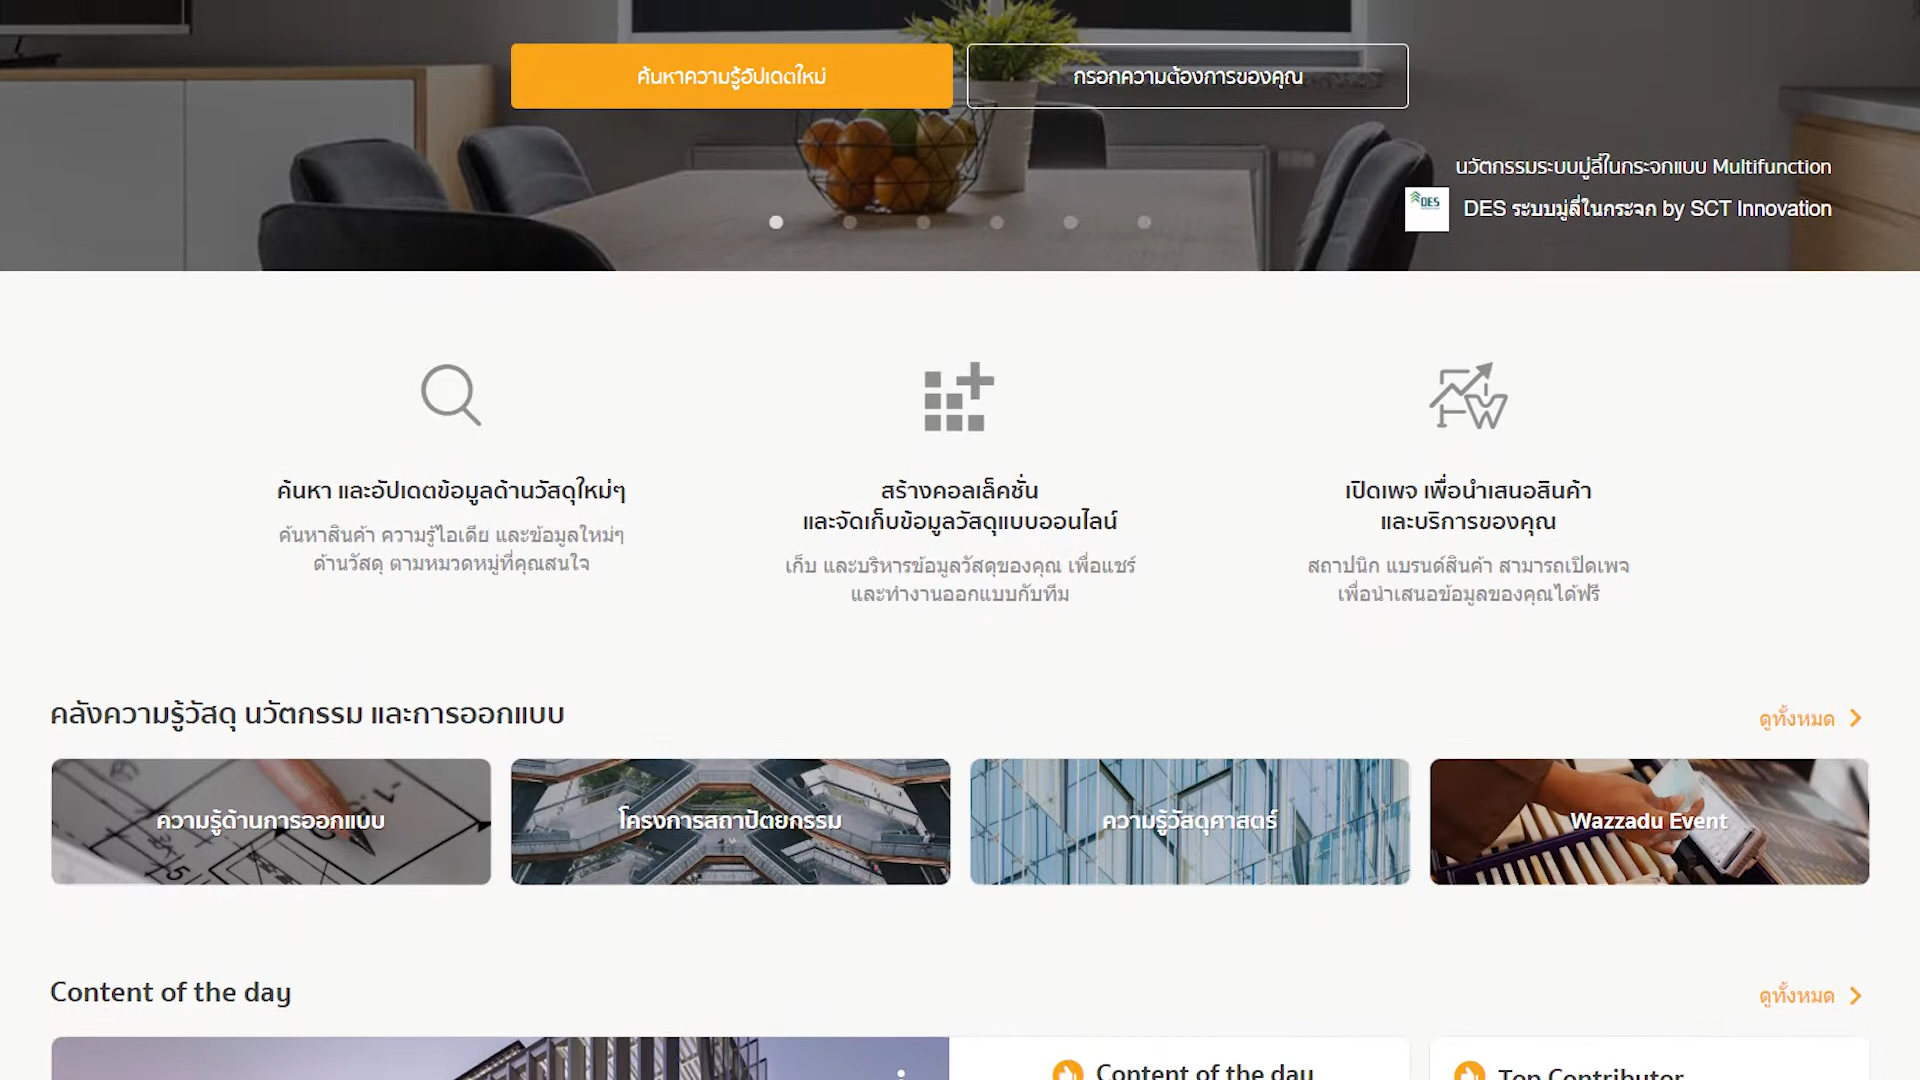 ค้นหาความรู้อัปเดตใหม่
กรอกความต้องการของคุณ
นวัตกรรมระบบมู่ลี่ในกระจกแบบ Multifunction
DES
DES ระบบมู่ลี่ในกระจก by SCT Innovation
ค้นหา และอัปเดตข้อมูลด้านวัสดุใหม่ๆ
ค้นหาสินค้า ความรู้ไอเดีย และข้อมูลใหม่ๆ
ด้านวัสดุ ตามหมวดหมู่ที่คุณสนใจ
สร้างคอลเล็คชั่น
และจัดเก็บข้อมูลวัสดุแบบออนไลน์
เก็บ และบริหารข้อมูลวัสดุของคุณ เพื่อแชร์
และทำงานออกแบบกับทีม
เปิดเพจ เพื่อนำเสนอสินค้า
และบริการของคุณ
สถาปนิก แบรนด์สินค้า สามารถเปิดเพจ
เพื่อนำเสนอข้อมูลของคุณได้ฟรี
คลังความรู้วัสดุ นวัตกรรม และการออกแบบ
ดูทั้งหมด
ความรู้ด้านการออกแบบ
โครงการสถาปัตยกรรม
ความรู้วัสดุศาสตร์
Wazzadu Event
Content of the day
ดูทั้งหมด
Content of the day
Top Contributor